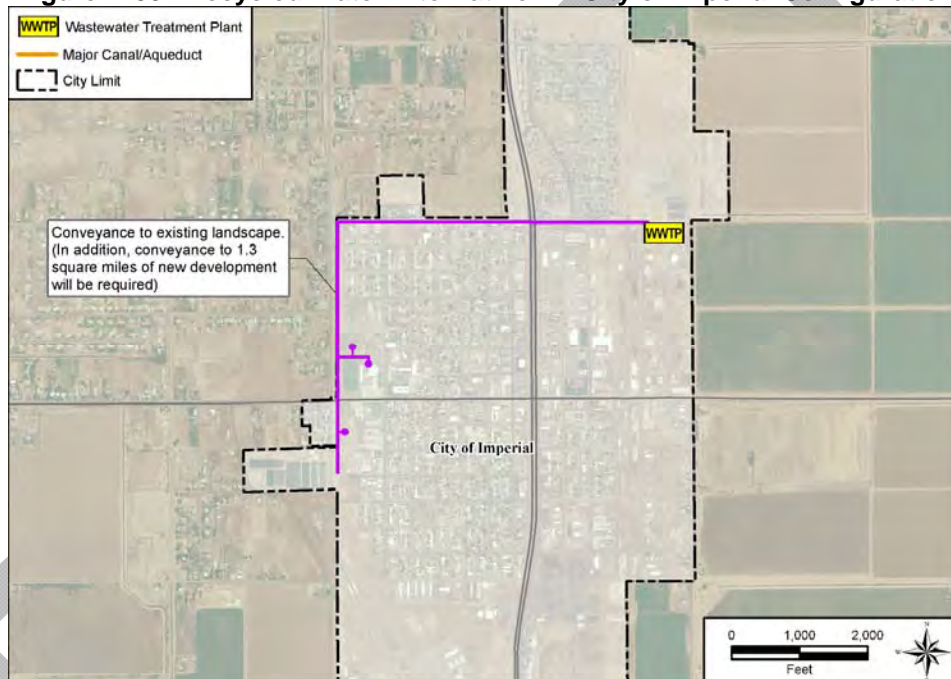 WWTP Wastewater Treatment Plant
Major Canal/Aqueduct
City Limit
Conveyance to existing landscape.
(In addition, conveyance to 1.3
square miles of new development
will be required)
WWTP
City of Imperial
0 1,000 2,000
Feet
N